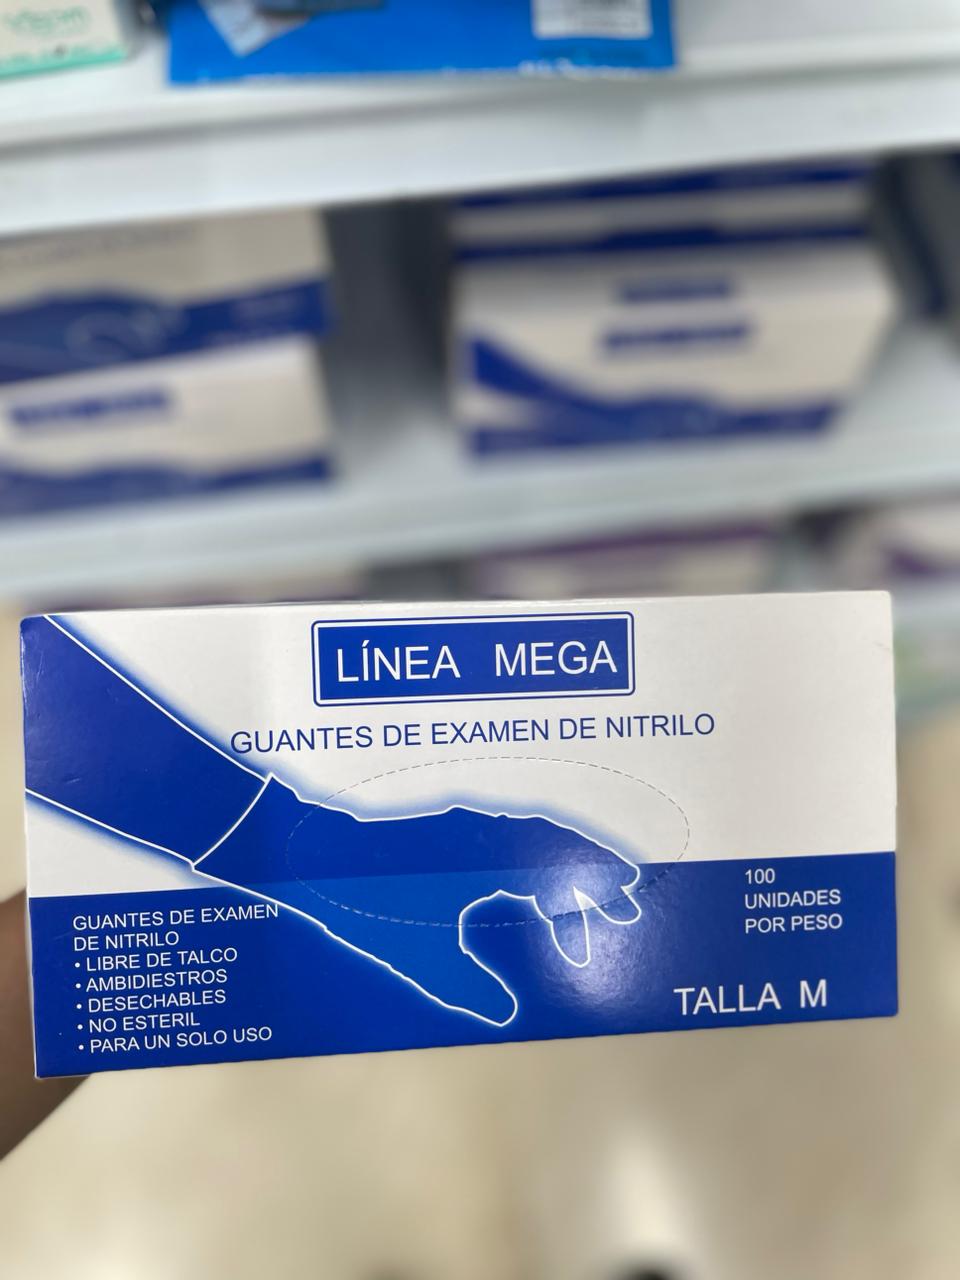 LÍNEA MEGA
GUANTES DE EXAMEN DE NITRILO
GUANTES DE EXAMEN
DE NITRILO
• LIBRE DE TALCO
• AMBIDIESTROS
• DESECHABLES
• NO ESTERIL
• PARA UN SOLO USO
100
UNIDADES
POR PESO
TALLA M